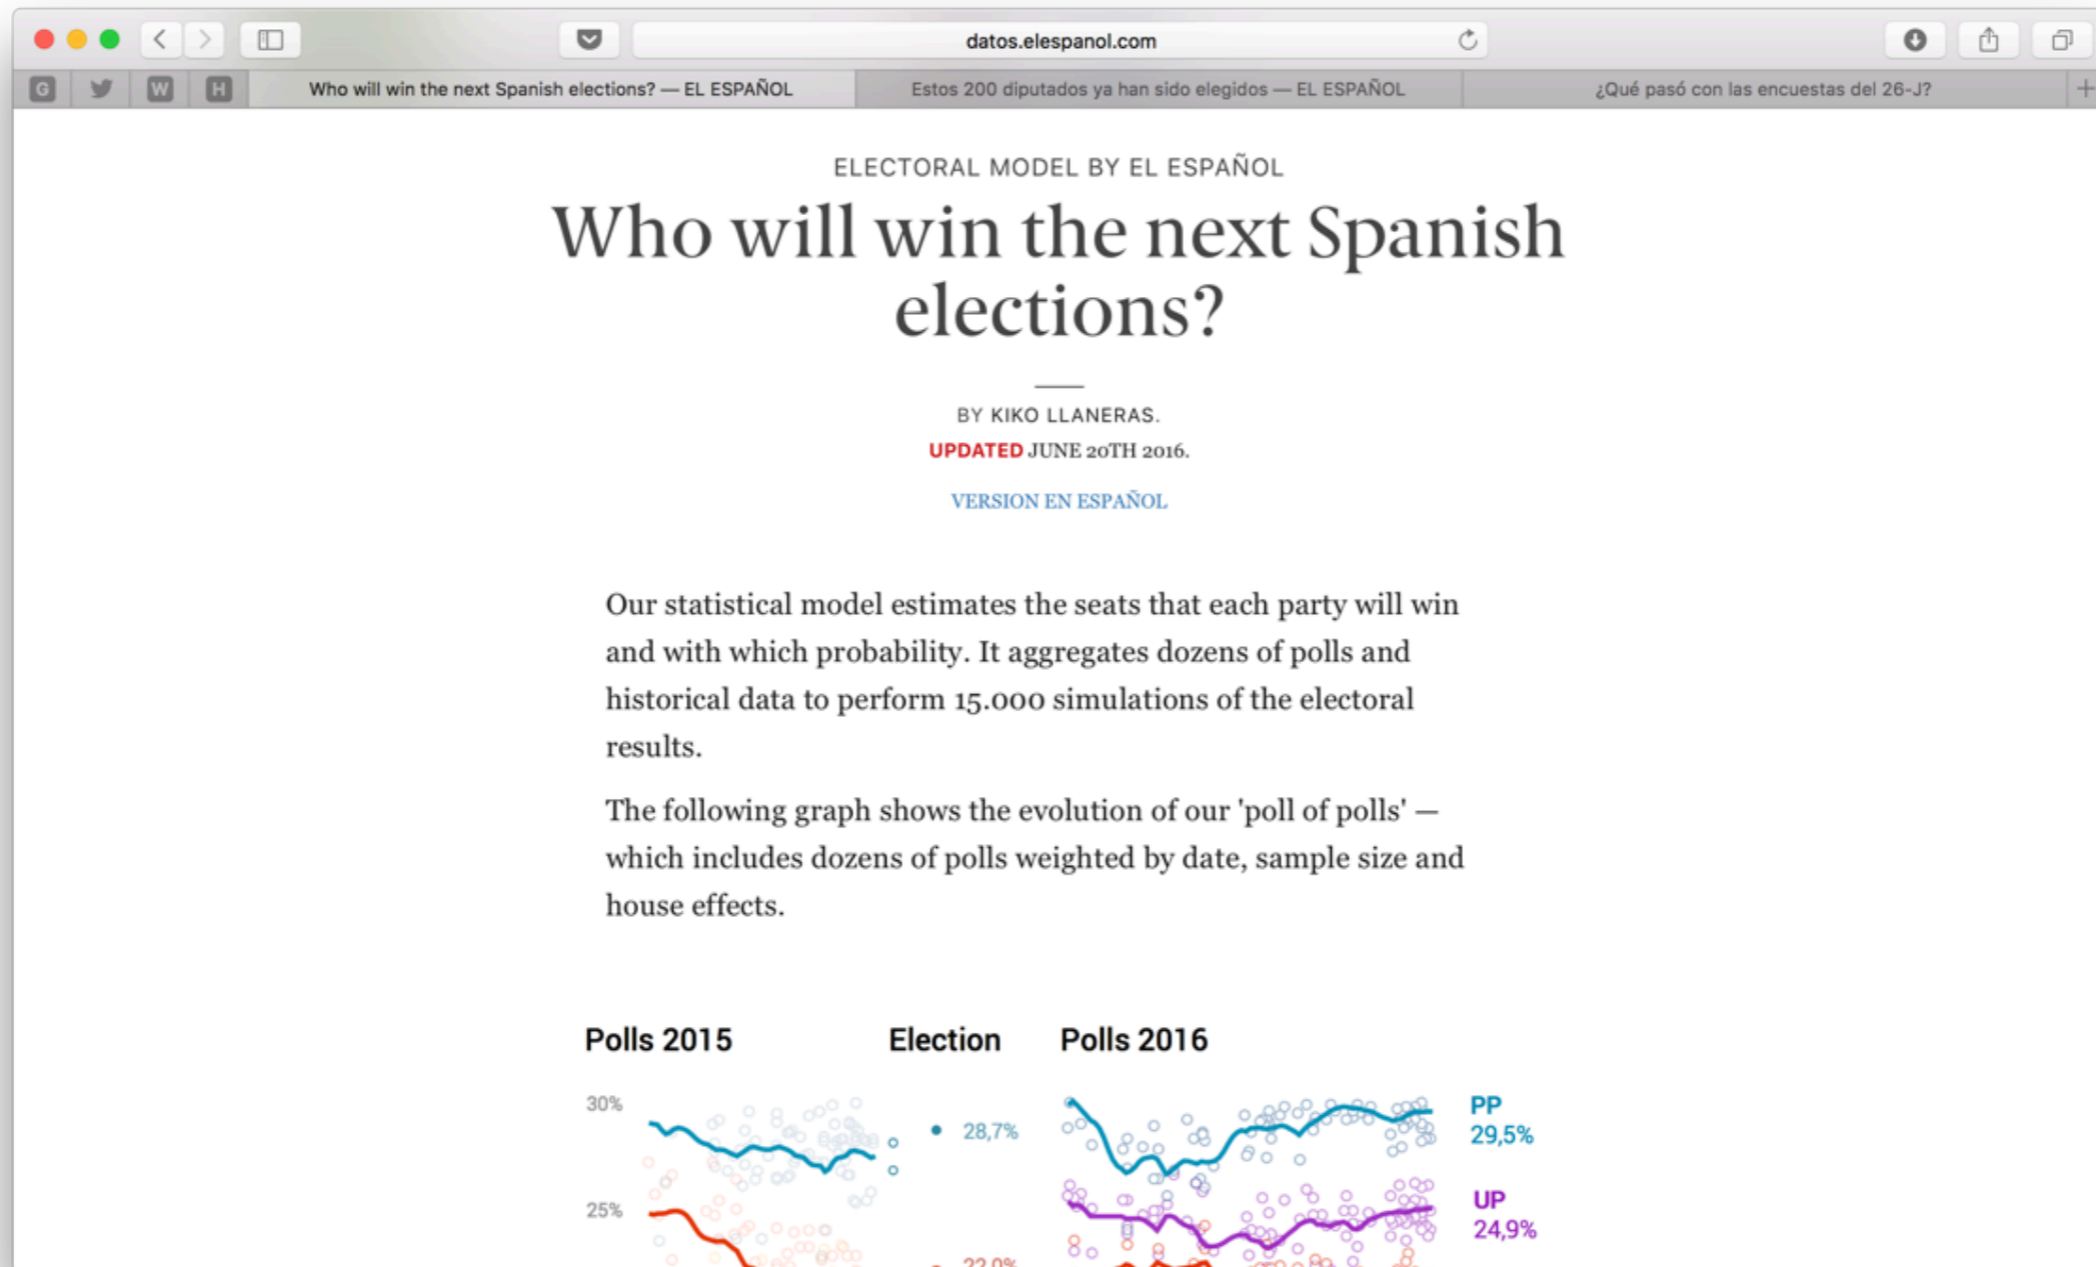 datos.elespanol.com
G
W
H
Who will win the next Spanish elections? — EL ESPAÑOL
Estos 200 diputados ya han sido elegidos — EL ESPAÑOL
¿Qué pasó con las encuestas del 26-J?
ELECTORAL MODEL BY EL ESPAÑOL
Who will win the next Spanish
elections?
BY KIKO LLANERAS.
UPDATED JUNE 20TH 2016.
VERSION EN ESPAÑOL
Our statistical model estimates the seats that each party will win
and with which probability. It aggregates dozens of polls and
historical data to perform 15.000 simulations of the electoral
results.
The following graph shows the evolution of our 'poll of polls' —
which includes dozens of polls weighted by date, sample size and
house effects.
Polls 2015
Election
Polls 2016
30%
28,7%
PP
29,5%
25%
UP
24,9%
22,0%